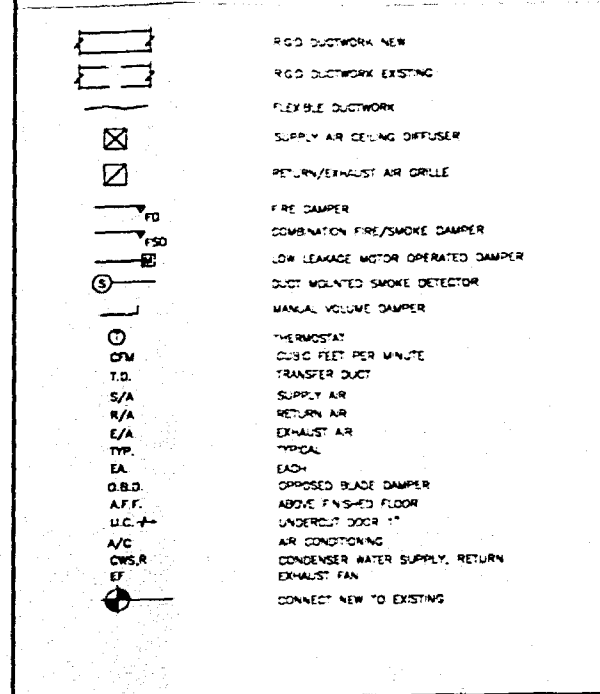 RIGID DUCTWORK NEW
RIGID DUCTWORK EXISTING
FLEXIBLE DUCTWORK
SUPPLY AIR CEILING DIFFUSER
RETURN/EXHAUST AIR GRILLE
FD FIRE DAMPER
FSD COMBINATION FIRE/SMOKE DAMPER
M LOW LEAKAGE MOTOR OPERATED DAMPER
S DUCT MOUNTED SMOKE DETECTOR
MANUAL VOLUME DAMPER
T THERMOSTAT
CFM CUBIC FEET PER MINUTE
T.D. TRANSFER DUCT
S/A SUPPLY AIR
R/A RETURN AIR
E/A EXHAUST AIR
TYP. TYPICAL
EA. EACH
O.B.D. OPPOSED BLADE DAMPER
A.F.F. ABOVE FINISHED FLOOR
U.C. UNDERCUT DOOR 1"
A/C AIR CONDITIONING
CWS,R CONDENSER WATER SUPPLY, RETURN
EF EXHAUST FAN
CONNECT NEW TO EXISTING